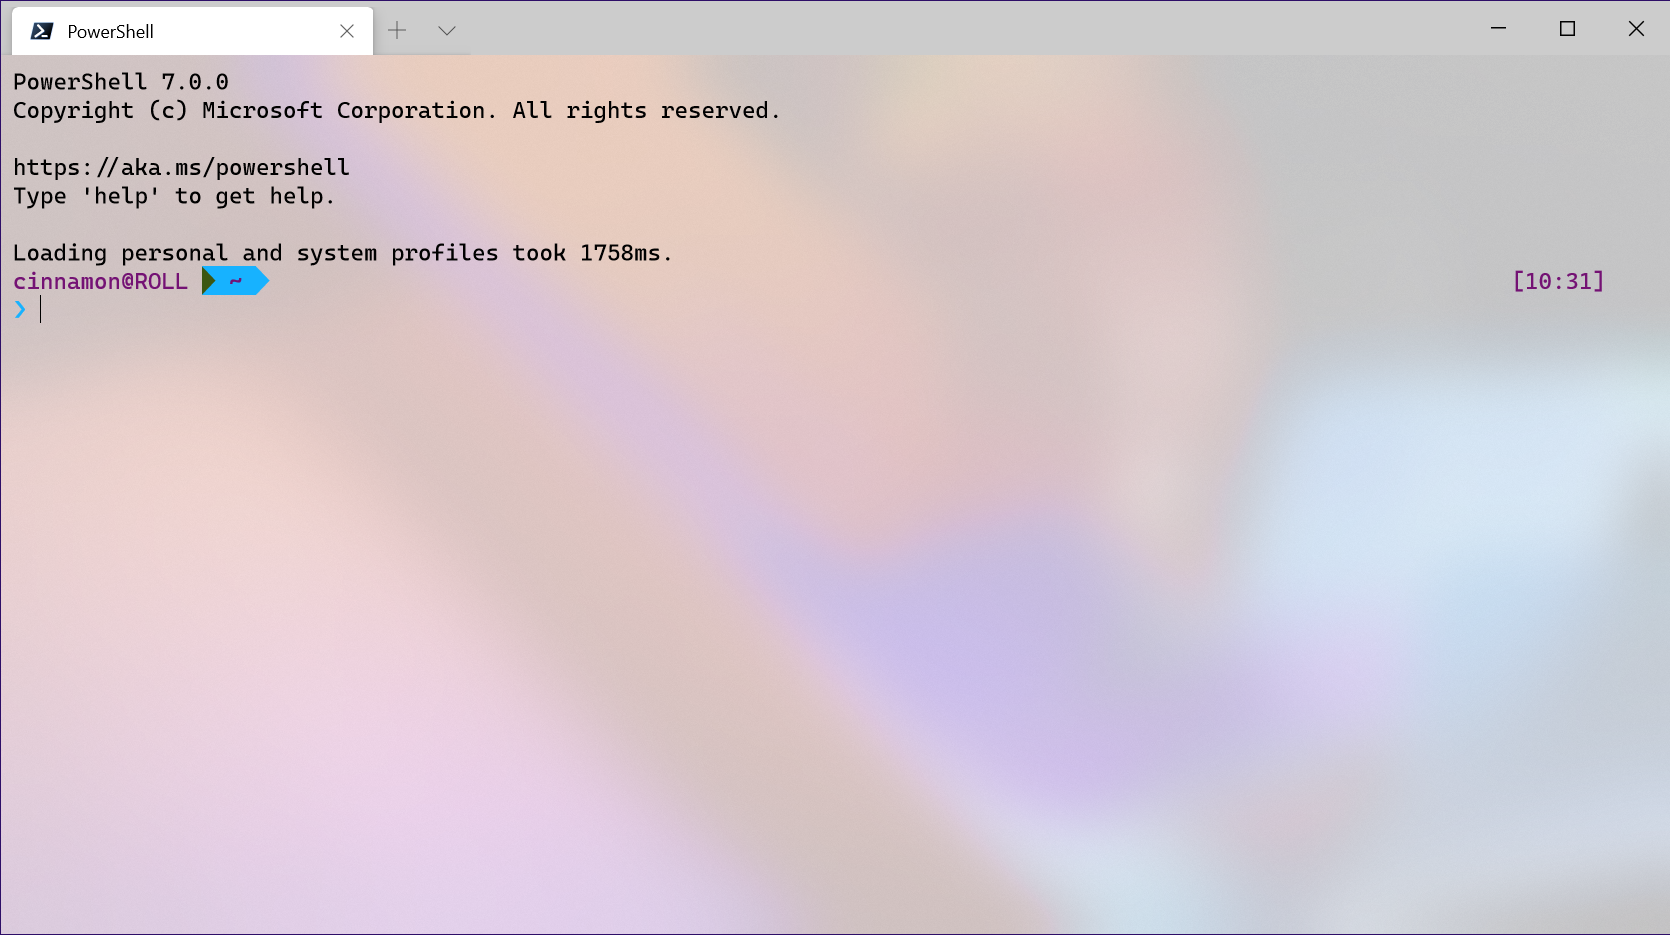 PowerShell
PowerShell 7.0.0
Copyright (c) Microsoft Corporation. All rights reserved.
https://aka.ms/powershell
Type 'help' to get help.
Loading personal and system profiles took 1758ms.
cinnamon@ROLL ~ [10:31]
❯